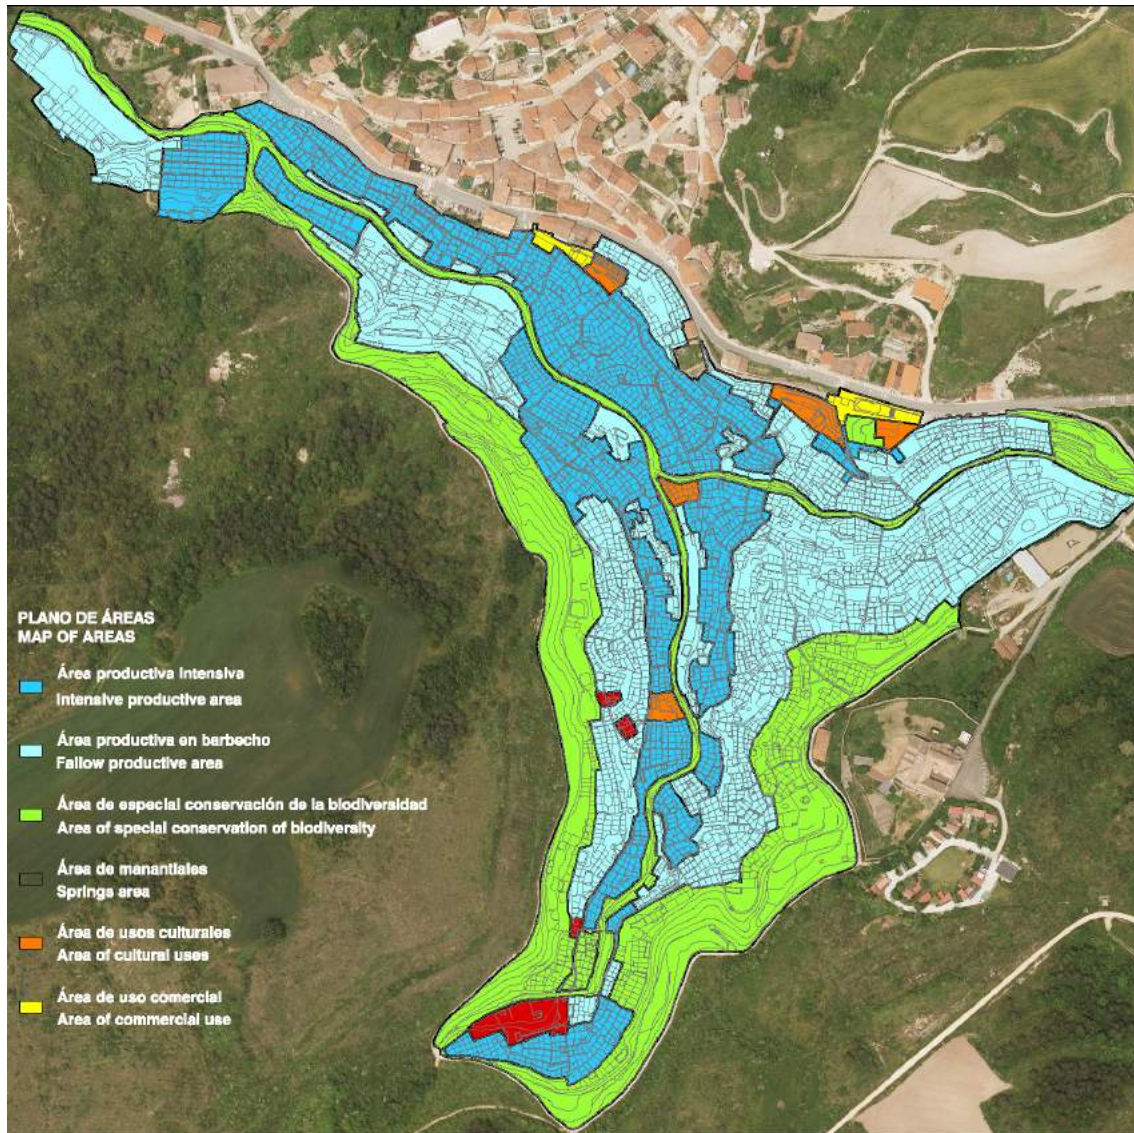 PLANO DE ÁREAS
MAP OF AREAS
Área productiva intensiva
Intensive productive area
Área productiva en barbecho
Fallow productive area
Área de especial conservación de la biodiversidad
Area of special conservation of biodiversity
Área de manantiales
Springs area
Área de usos culturales
Area of cultural uses
Área de uso comercial
Area of commercial use